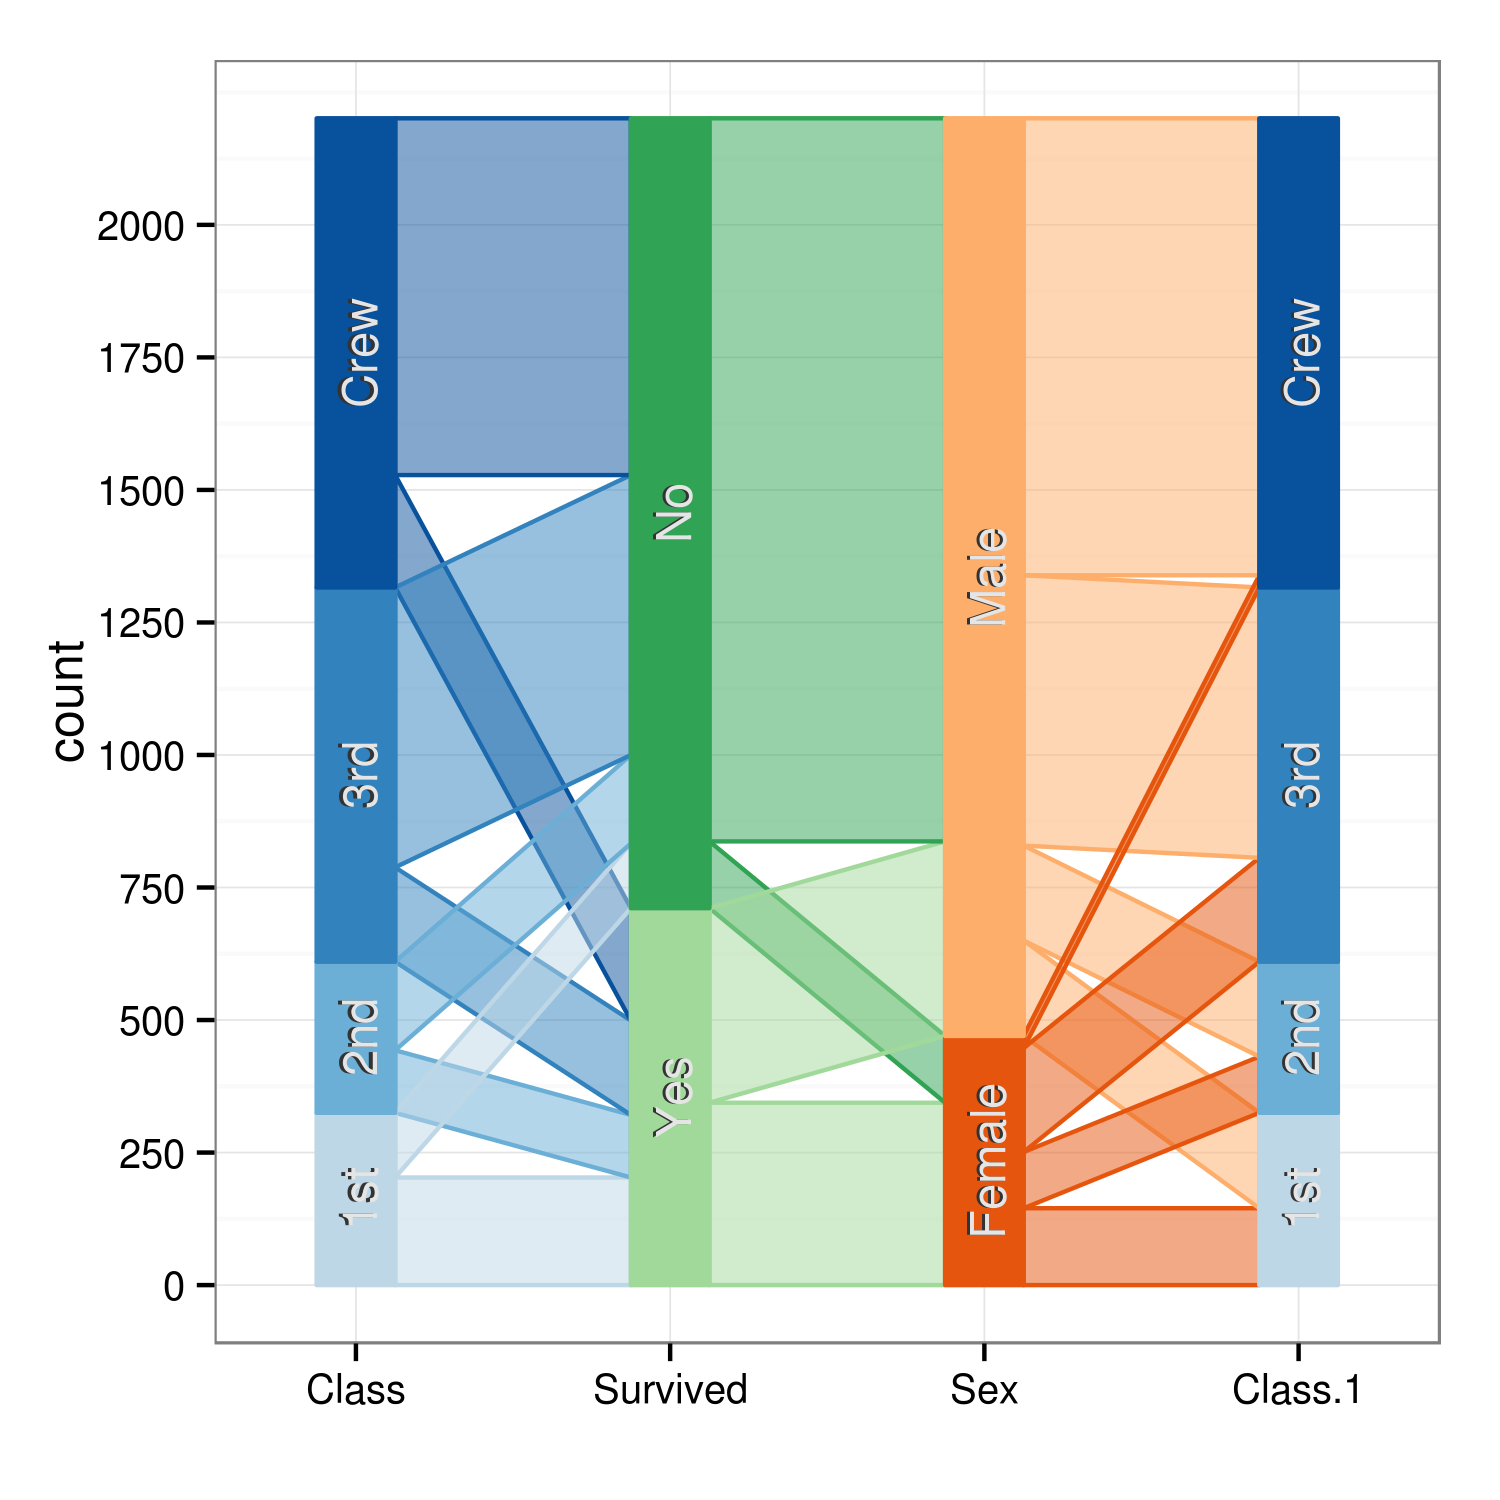 count
2000
1750
1500
1250
1000
750
500
250
0
Crew
3rd
2nd
1st
No
Yes
Male
Female
Crew
3rd
2nd
1st
Class Survived Sex Class.1